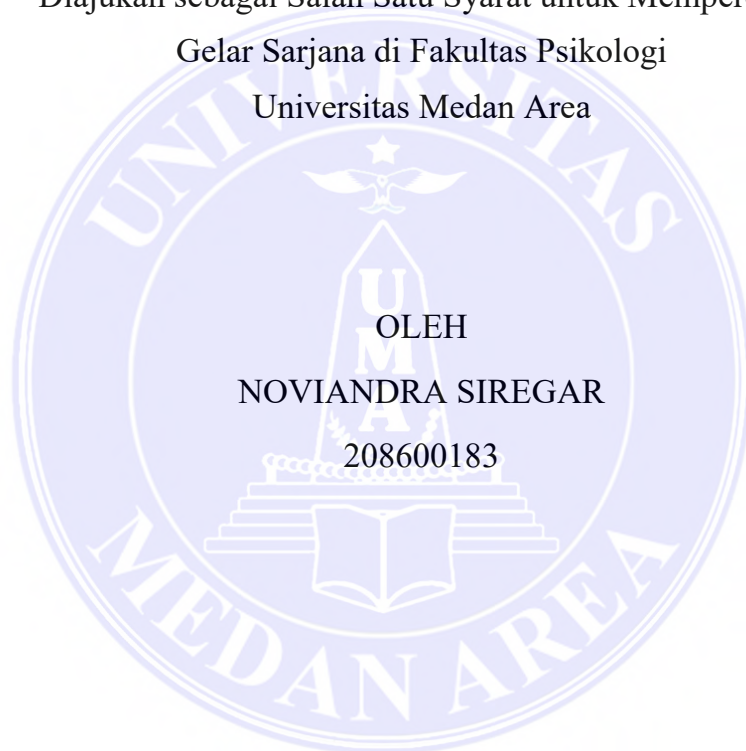 Diajukan sebagai Salah Satu Syarat untuk
Gelar Sarjana di Fakultas Psikologi
Universitas Medan Area
UNIVERSITAS
U
OLEH
M
NOVIANDRA SIREGAR
A
208600183
MEDAN AREA